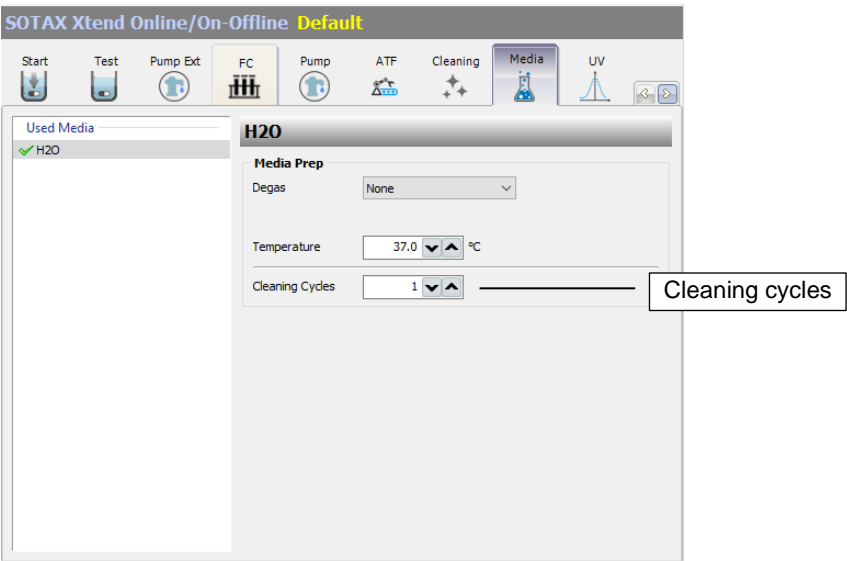 SOTAX Xtend Online/On-Offline Default
Start Test Pump Ext FC Pump ATF Cleaning Media UV
Used Media
H2O
H2O
Media Prep
Degas None
Temperature 37.0 ºC
Cleaning Cycles 1
Cleaning cycles